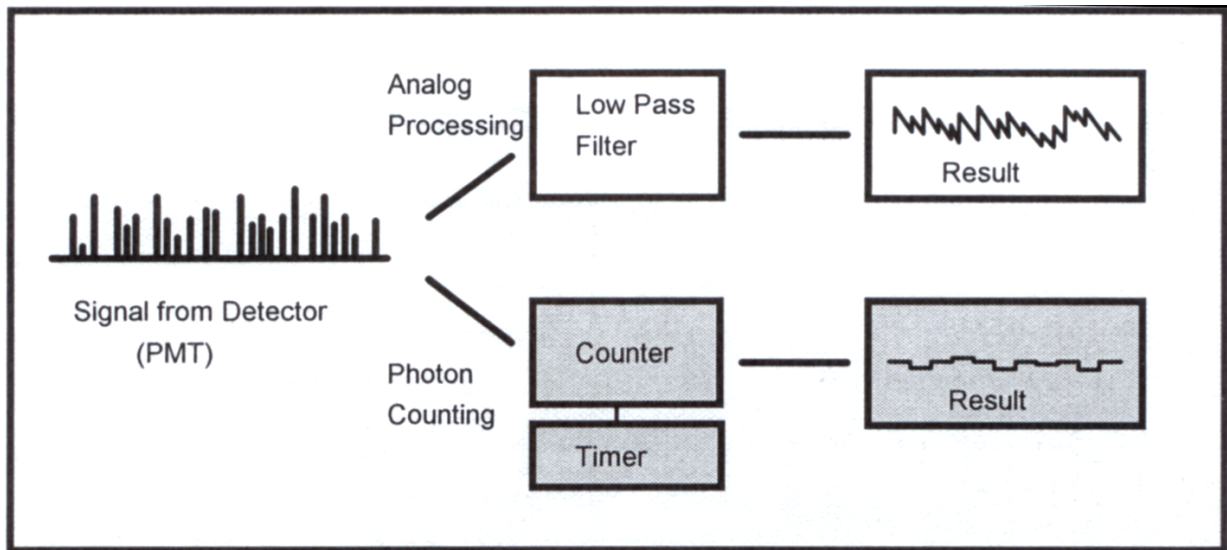 Analog
Processing
Low Pass
Filter
Result
Signal from Detector
(PMT)
Photon
Counting
Counter
Timer
Result